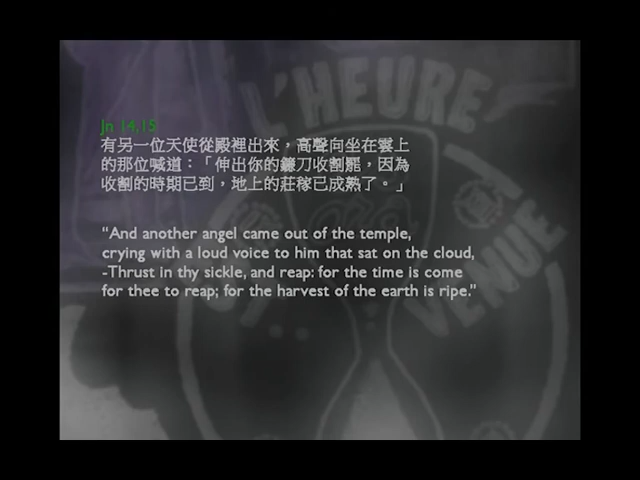 L'HEURE
VENUE
Jn 14,15
有另一位天使從殿裡出來，高聲向坐在雲上
的那位喊道：「伸出你的鐮刀收割罷，因為
收割的時期已到，地上的莊稼已成熟了。」
“And another angel came out of the temple,
crying with a loud voice to him that sat on the cloud,
-Thrust in thy sickle, and reap: for the time is come
for thee to reap; for the harvest of the earth is ripe.”